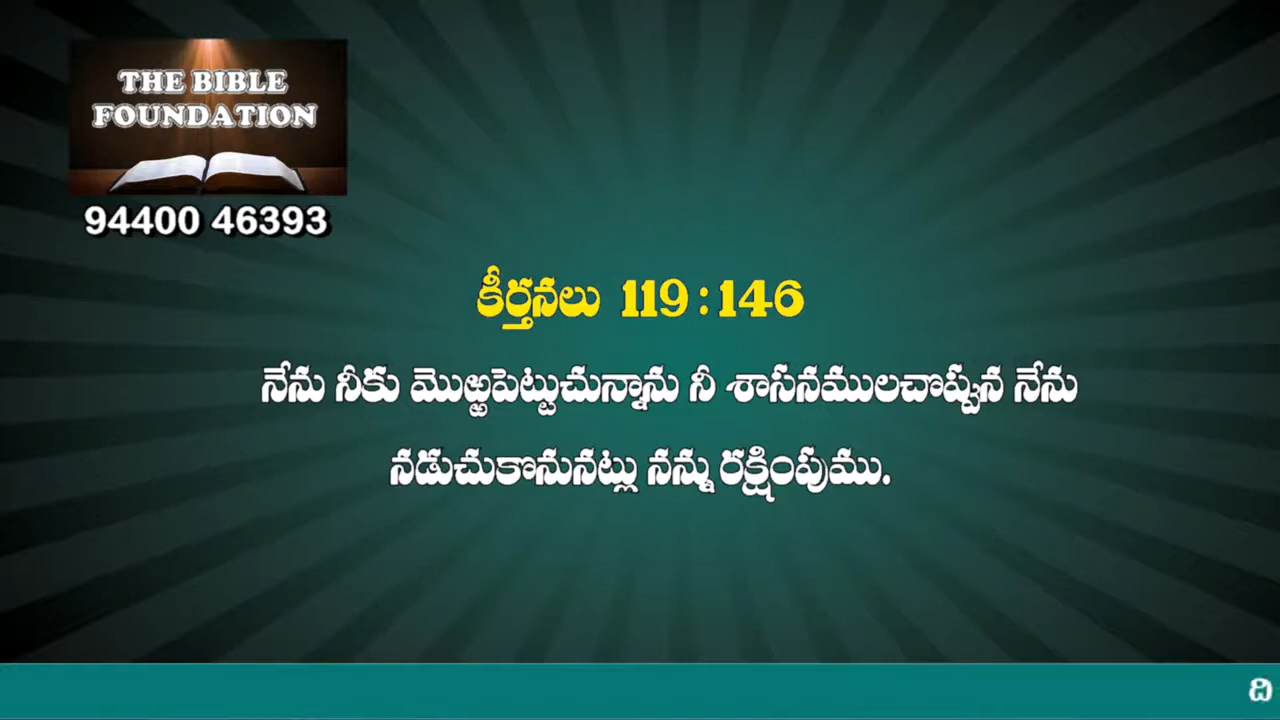 THE BIBLE
FOUNDATION
94400 46393
కీర్తనలు 119 : 146
నేను నీకు మొఱ్ఱపెట్టుచున్నాను నీ శాసనములచొప్పున నేను
నడుచుకొనునట్లు నన్ను రక్షింపుము.